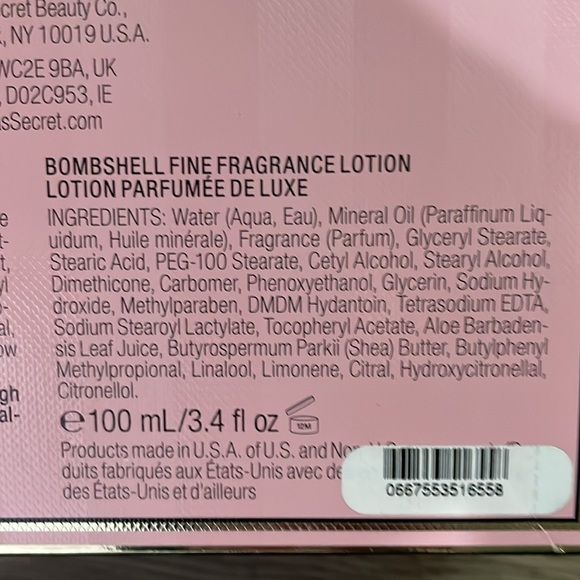 cret Beauty Co.,
, NY 10019 U.S.A.
WC2E 9BA, UK
, D02C953, IE
sSecret.com
BOMBSHELL FINE FRAGRANCE LOTION
LOTION PARFUMÉE DE LUXE
INGREDIENTS: Water (Aqua, Eau), Mineral Oil (Paraffinum Liq-
uidum, Huile minérale), Fragrance (Parfum), Glyceryl Stearate,
Stearic Acid, PEG-100 Stearate, Cetyl Alcohol, Stearyl Alcohol,
Dimethicone, Carbomer, Phenoxyethanol, Glycerin, Sodium Hy-
droxide, Methylparaben, DMDM Hydantoin, Tetrasodium EDTA,
Sodium Stearoyl Lactylate, Tocopheryl Acetate, Aloe Barbaden-
sis Leaf Juice, Butyrospermum Parkii (Shea) Butter, Butylphenyl
Methylpropional, Linalool, Limonene, Citral, Hydroxycitronellal,
Citronellol.
℮100 mL/3.4 fl oz 12M
Products made in U.S.A. of U.S. and
duits fabriqués aux États-Unis avec de
des États-Unis et d'ailleurs
0667553516558